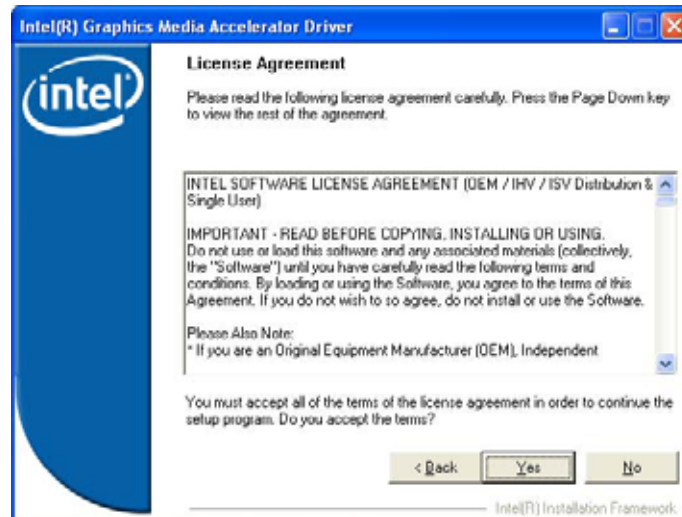 Intel(R) Graphics Media Accelerator Driver
intel
License Agreement
Please read the following license agreement carefully. Press the Page Down key
to view the rest of the agreement.
INTEL SOFTWARE LICENSE AGREEMENT (OEM / IHV / ISV Distribution &
Single User)
IMPORTANT - READ BEFORE COPYING, INSTALLING OR USING.
Do not use or load this software and any associated materials (collectively,
the "Software") until you have carefully read the following terms and
conditions. By loading or using the Software, you agree to the terms of this
Agreement. If you do not wish to so agree, do not install or use the Software.
Please Also Note:
* If you are an Original Equipment Manufacturer (OEM), Independent
You must accept all of the terms of the license agreement in order to continue the
setup program. Do you accept the terms?
< Back
Yes
No
Intel(R) Installation Framework